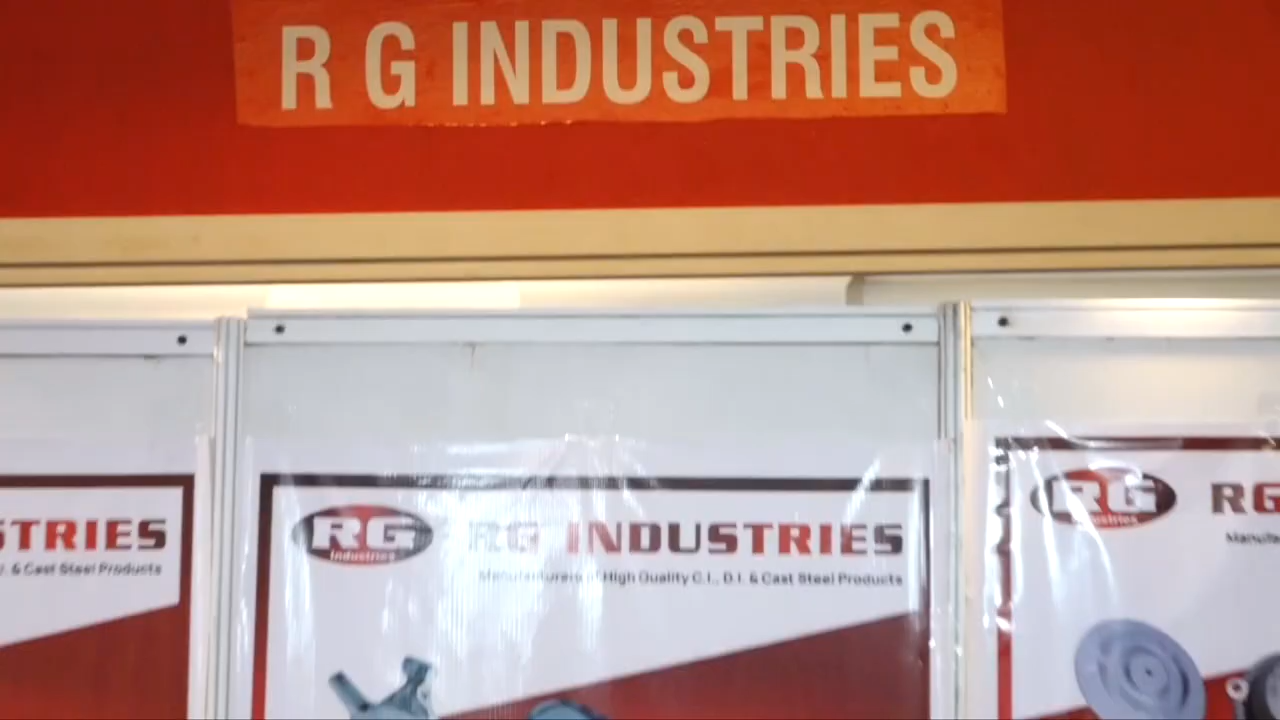 R G INDUSTRIES
STRIES
RG
Industries
RG INDUSTRIES
RG
Industries
RG
. & Cast Steel Products
Manufacturers of High Quality C.I., D.I. & Cast Steel Products